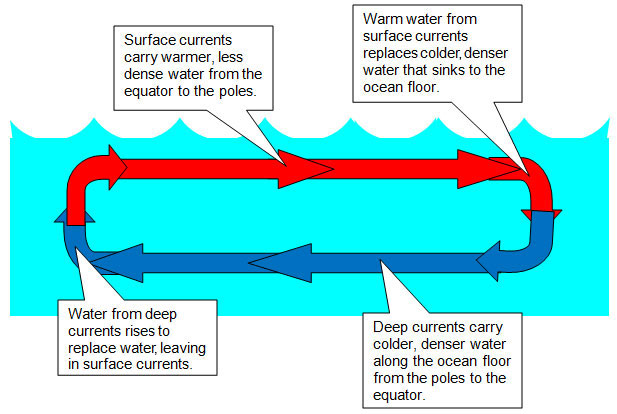 Surface currents
carry warmer, less
dense water from the
equator to the poles.
Warm water from
surface currents
replaces colder, denser
water that sinks to the
ocean floor.
Water from deep
currents rises to
replace water, leaving
in surface currents.
Deep currents carry
colder, denser water
along the ocean floor
from the poles to the
equator.